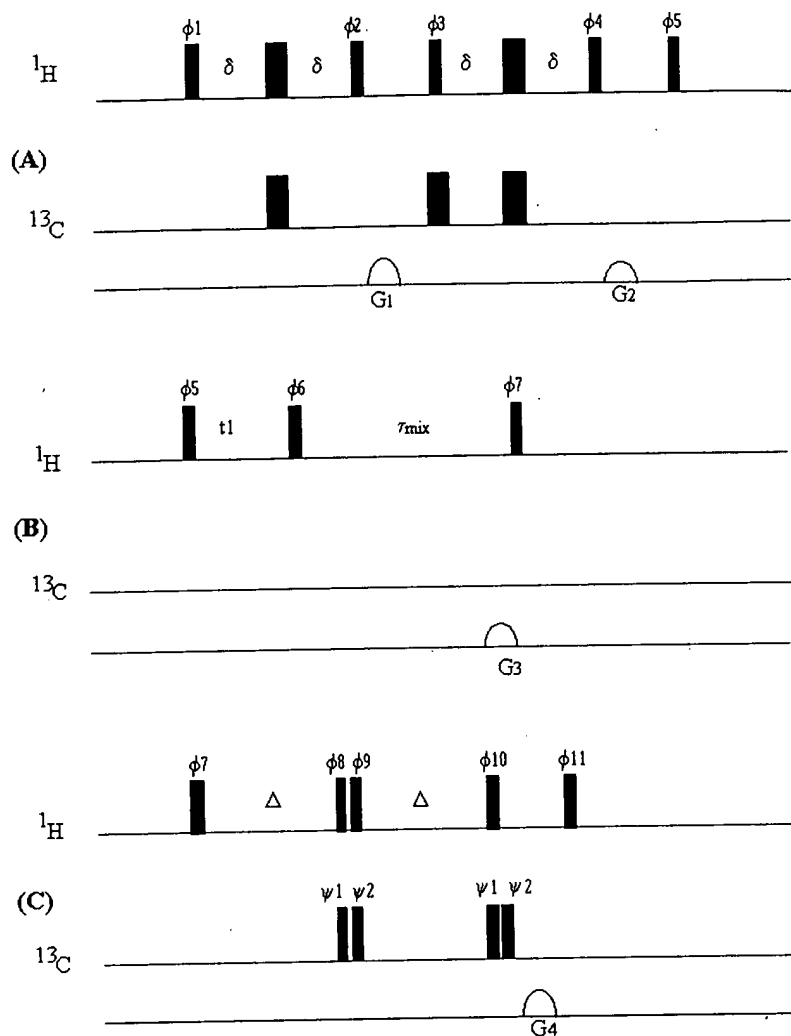 ϕ1 ϕ2 ϕ3 ϕ4 ϕ5
¹H δ δ δ δ
(A)
¹³C
G1 G2
ϕ5 ϕ6 ϕ7
¹H t1 τmix
(B)
¹³C
G3
ϕ7 ϕ8 ϕ9 ϕ10 ϕ11
¹H Δ Δ
(C)
ψ1 ψ2 ψ1 ψ2
¹³C
G4